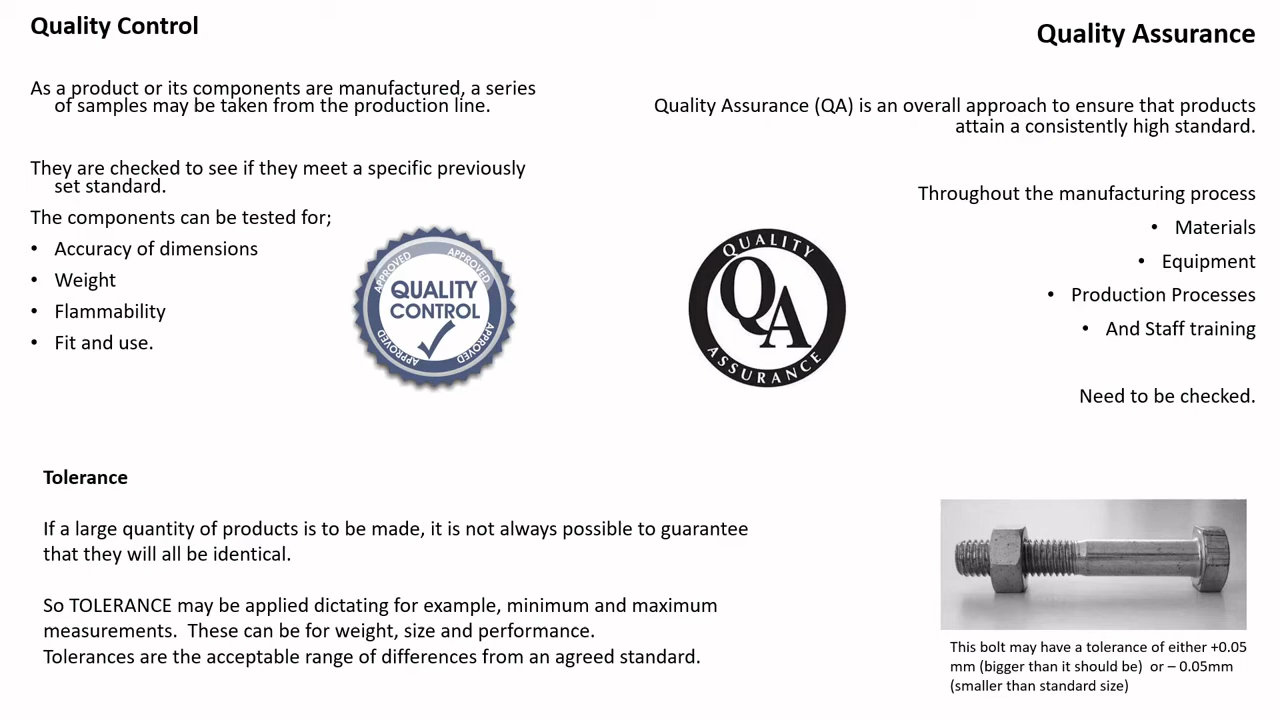 Quality Control
As a product or its components are manufactured, a series
of samples may be taken from the production line.
They are checked to see if they meet a specific previously
set standard.
The components can be tested for;
• Accuracy of dimensions
• Weight
• Flammability
• Fit and use.
APPROVED
APPROVED
QUALITY
CONTROL
APPROVED
APPROVED
Quality Assurance
Quality Assurance (QA) is an overall approach to ensure that products
attain a consistently high standard.
Throughout the manufacturing process
• Materials
• Equipment
• Production Processes
• And Staff training
Need to be checked.
QUALITY
QA
ASSURANCE
Tolerance
If a large quantity of products is to be made, it is not always possible to guarantee
that they will all be identical.
So TOLERANCE may be applied dictating for example, minimum and maximum
measurements.  These can be for weight, size and performance.
Tolerances are the acceptable range of differences from an agreed standard.
This bolt may have a tolerance of either +0.05
mm (bigger than it should be)  or – 0.05mm
(smaller than standard size)